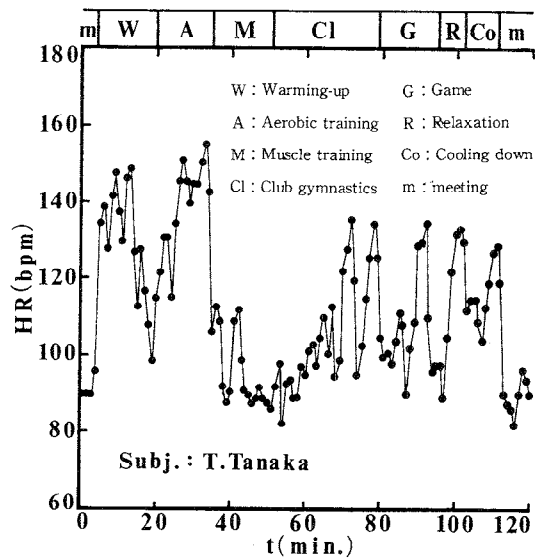 m W A M Cl G R Co m
W : Warming-up G : Game
A : Aerobic training R : Relaxation
M : Muscle training Co : Cooling down
Cl : Club gymnastics m : meeting
HR(bpm)
180
160
140
120
100
80
60
Subj. : T.Tanaka
0 20 40 60 80 100 120
t(min.)